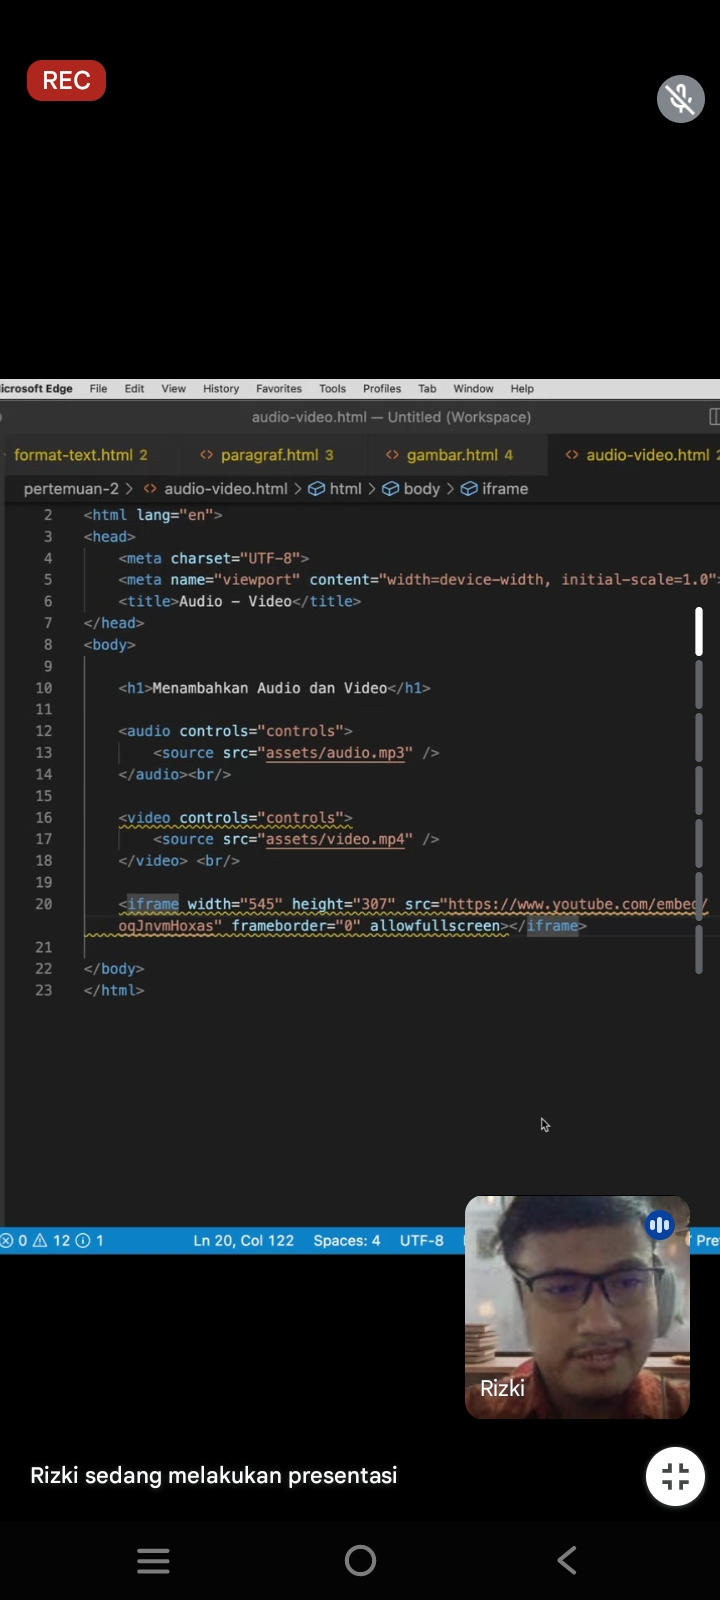 REC
icrosoft Edge File Edit View History Favorites Tools Profiles Tab Window Help
audio-video.html — Untitled (Workspace)
format-text.html 2 <> paragraf.html 3 <> gambar.html 4 <> audio-video.html 2
pertemuan-2 > <> audio-video.html > html > body > iframe
2 <html lang="en">
3 <head>
4 <meta charset="UTF-8">
5 <meta name="viewport" content="width=device-width, initial-scale=1.0">
6 <title>Audio - Video</title>
7 </head>
8 <body>
9
10 <h1>Menambahkan Audio dan Video</h1>
11
12 <audio controls="controls">
13 <source src="assets/audio.mp3" />
14 </audio><br/>
15
16 <video controls="controls">
17 <source src="assets/video.mp4" />
18 </video> <br/>
19
20 <iframe width="545" height="307" src="https://www.youtube.com/embed/
ogJnvmHoxas" frameborder="0" allowfullscreen></iframe>
21
22 </body>
23 </html>
0 12 1 Ln 20, Col 122 Spaces: 4 UTF-8 Pre
Rizki
Rizki sedang melakukan presentasi